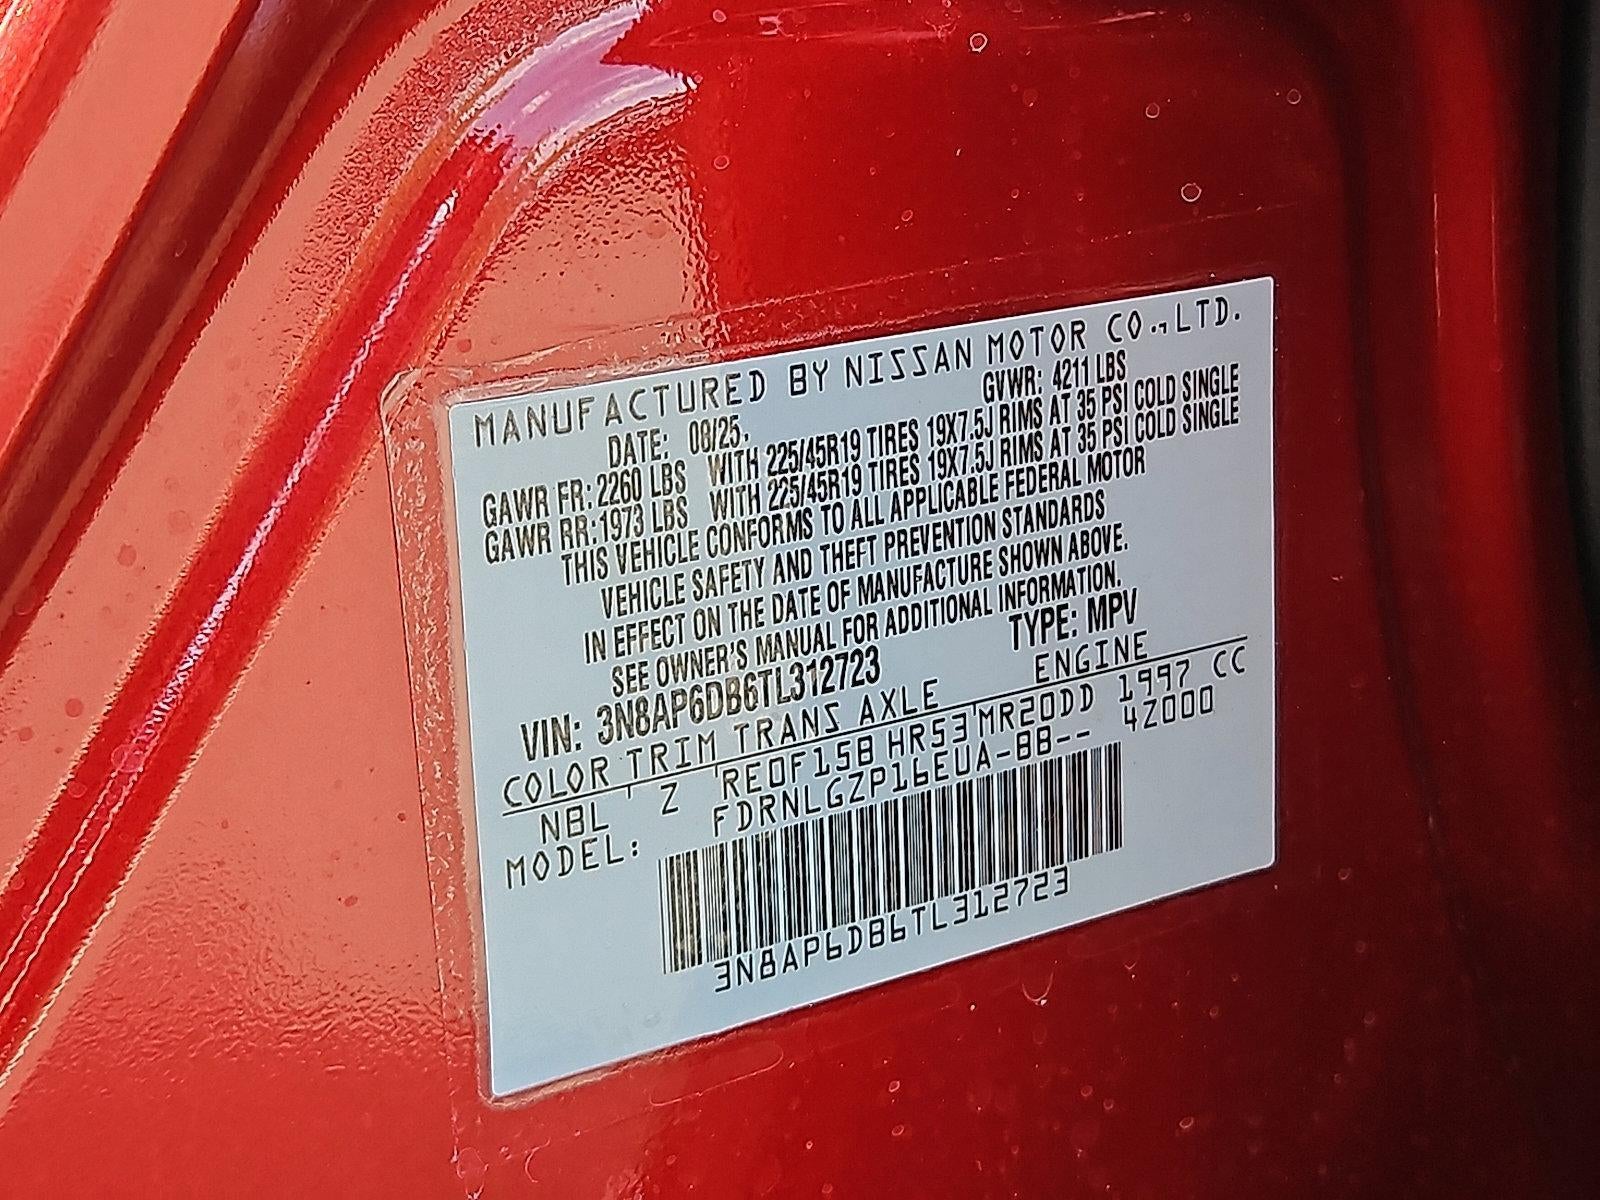 MANUFACTURED BY NISSAN MOTOR CO.,LTD.
DATE: 08/25. GVWR: 4211 LBS
GAWR FR: 2260 LBS WITH 225/45R19 TIRES 19X7.5J RIMS AT 35 PSI COLD SINGLE
GAWR RR: 1973 LBS WITH 225/45R19 TIRES 19X7.5J RIMS AT 35 PSI COLD SINGLE
THIS VEHICLE CONFORMS TO ALL APPLICABLE FEDERAL MOTOR
VEHICLE SAFETY AND THEFT PREVENTION STANDARDS
IN EFFECT ON THE DATE OF MANUFACTURE SHOWN ABOVE.
SEE OWNER'S MANUAL FOR ADDITIONAL INFORMATION.
VIN: 3N8AP6DB6TL312723 TYPE: MPV
COLOR TRIM TRANS AXLE ENGINE
NBL Z RE0F15B HR53 MR20DD 1997 CC
MODEL: FDRNLGZP16EUA-BB-- 42000
3N8AP6DB6TL312723